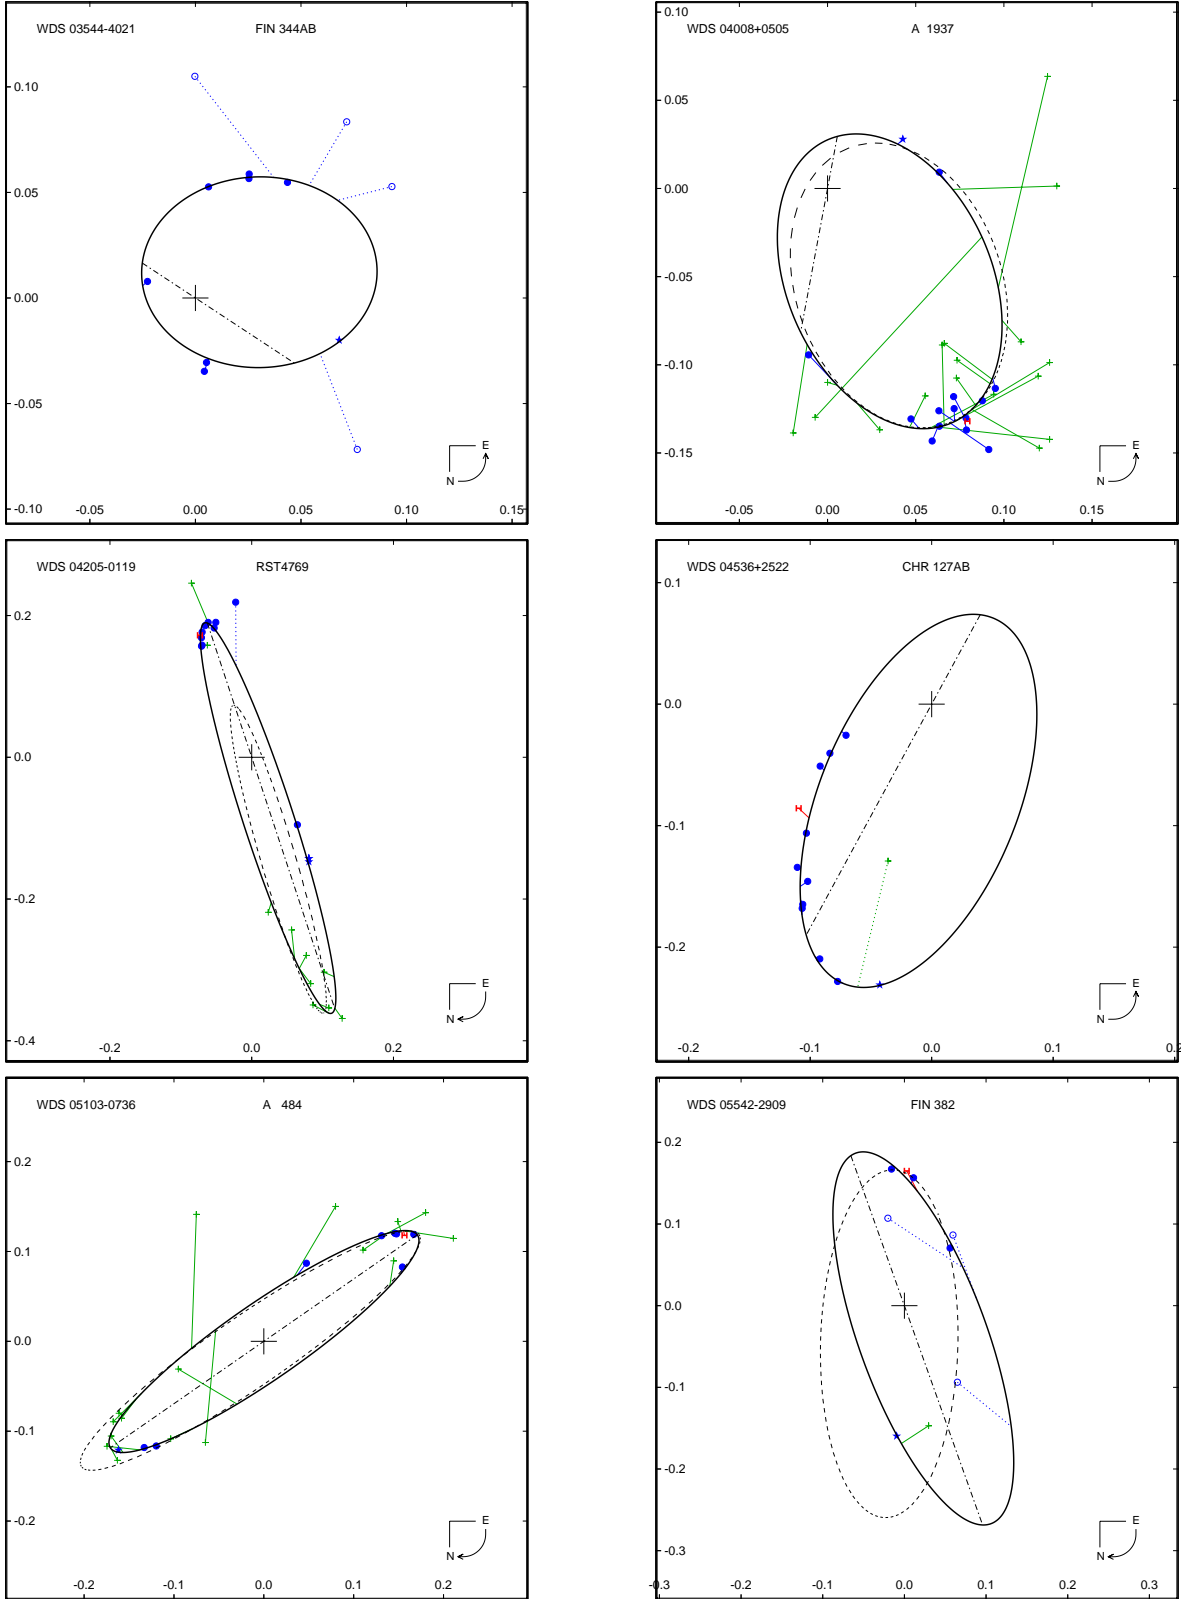 WDS 03544-4021 FIN 344AB
0.10
0.05
0.00
-0.05
-0.10
-0.05 0.00 0.05 0.10 0.15
E
N
WDS 04008+0505 A 1937
0.10
0.05
0.00
-0.05
-0.10
-0.15
-0.05 0.00 0.05 0.10 0.15
E
N
WDS 04205-0119 RST4769
0.2
0.0
-0.2
-0.4
-0.2 0.0 0.2
E
N
WDS 04536+2522 CHR 127AB
0.1
0.0
-0.1
-0.2
-0.2 -0.1 0.0 0.1 0.2
E
N
WDS 05103-0736 A 484
0.2
0.1
0.0
-0.1
-0.2
-0.2 -0.1 0.0 0.1 0.2
E
N
WDS 05542-2909 FIN 382
0.2
0.1
0.0
-0.1
-0.2
-0.3
-0.3 -0.2 -0.1 0.0 0.1 0.2 0.3
E
N